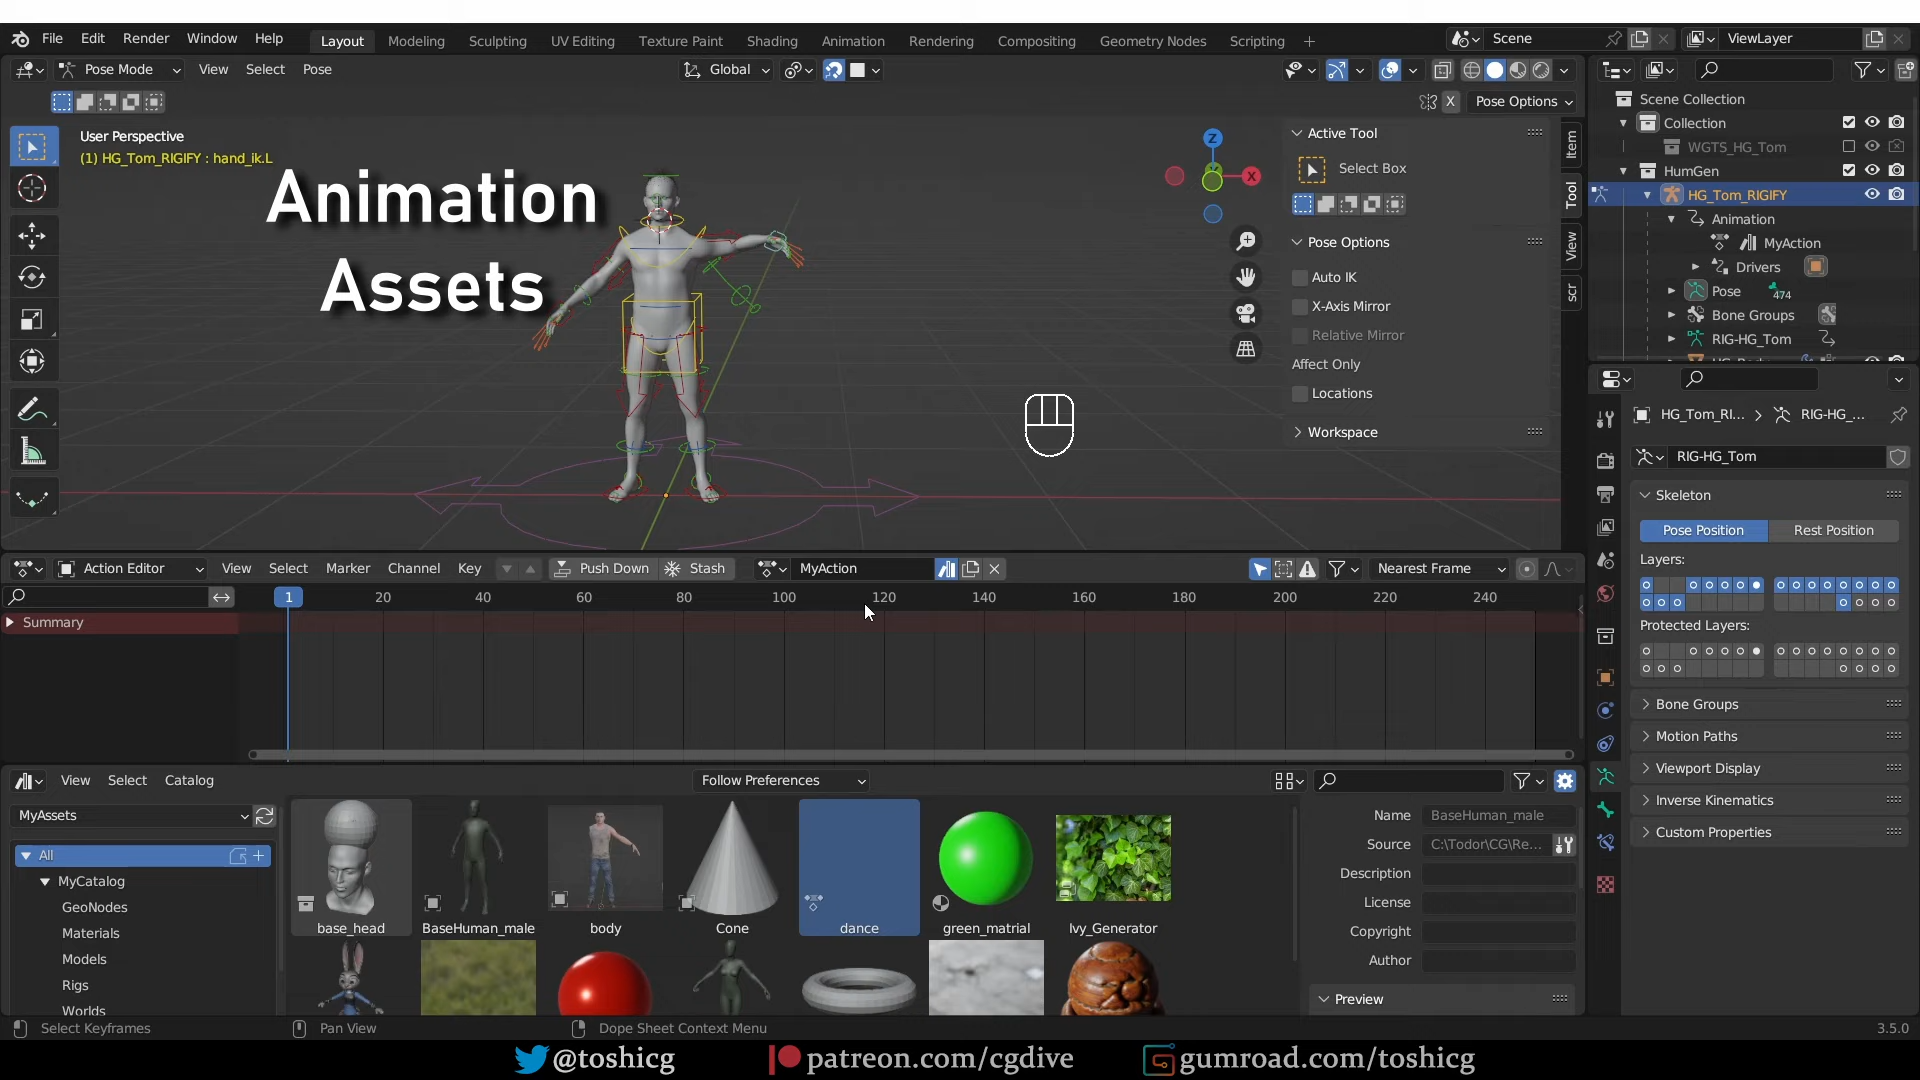 File Edit Render Window Help
Layout Modeling Sculpting UV Editing Texture Paint Shading Animation Rendering Compositing Geometry Nodes Scripting +
Scene
ViewLayer
Pose Mode View Select Pose
Global
X Pose Options
User Perspective
(1) HG_Tom_RIGIFY : hand_ik.L
Animation
Assets
Z
X
Active Tool
Select Box
Pose Options
Auto IK
X-Axis Mirror
Relative Mirror
Affect Only
Locations
Workspace
Item
Tool
View
scr
Scene Collection
Collection
WGTS_HG_Tom
HumGen
HG_Tom_RIGIFY
Animation
MyAction
Drivers
Pose 474
Bone Groups
RIG-HG_Tom
HG_Tom_RI... RIG-HG_...
RIG-HG_Tom
Skeleton
Pose Position Rest Position
Layers:
Protected Layers:
Bone Groups
Motion Paths
Viewport Display
Inverse Kinematics
Custom Properties
Action Editor View Select Marker Channel Key Push Down Stash MyAction Nearest Frame
1 20 40 60 80 100 120 140 160 180 200 220 240
Summary
View Select Catalog Follow Preferences
MyAssets
All
MyCatalog
GeoNodes
Materials
Models
Rigs
Worlds
base_head BaseHuman_male body Cone dance green_matrial Ivy_Generator
Name BaseHuman_male
Source C:\Todor\CG\Re...
Description
License
Copyright
Author
Preview
Select Keyframes Pan View Dope Sheet Context Menu 3.5.0
@toshicg patreon.com/cgdive gumroad.com/toshicg